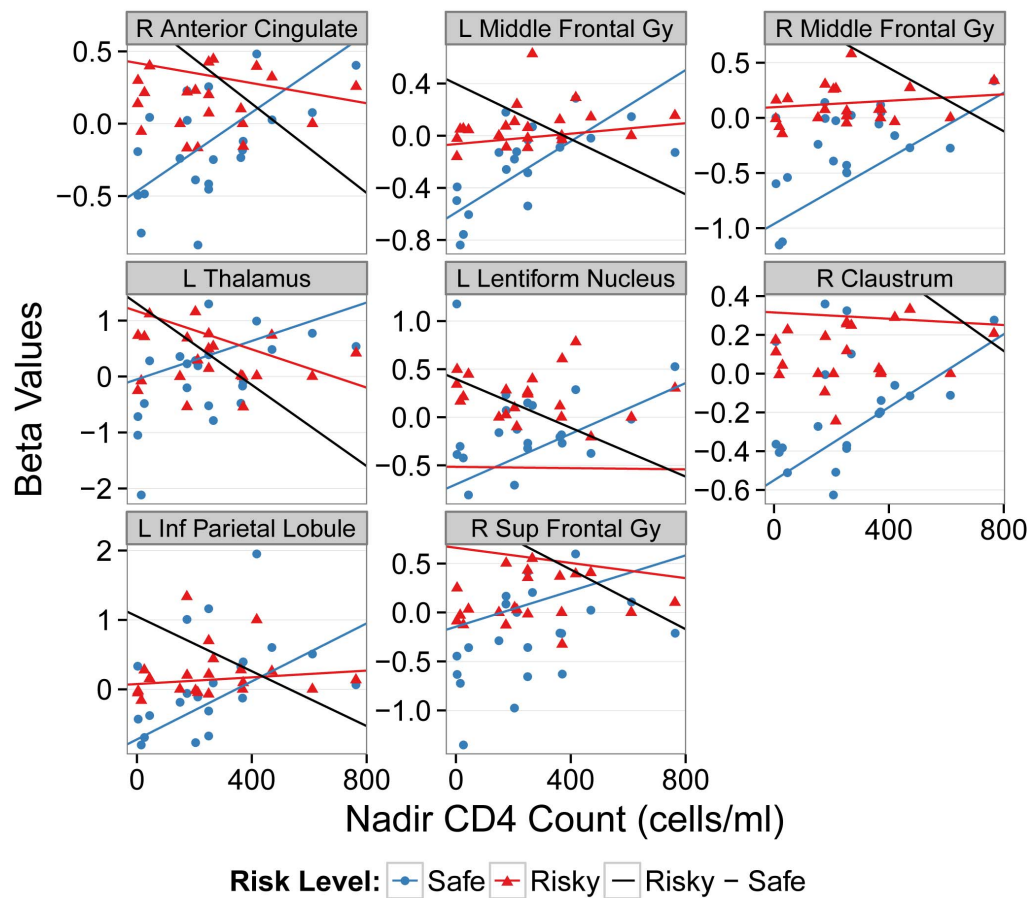 R Anterior Cingulate
L Middle Frontal Gy
R Middle Frontal Gy
0.5
0.0
−0.5
0.4
0.0
−0.4
−0.8
0.5
0.0
−1.0
L Thalamus
L Lentiform Nucleus
R Claustrum
1
0
−1
−2
1.0
0.5
0.0
−0.5
0.4
0.2
0.0
−0.2
−0.4
−0.6
0 400 800
L Inf Parietal Lobule
R Sup Frontal Gy
2
1
0
0.5
0.0
−0.5
−1.0
0 400 800
0 400 800
Beta Values
Nadir CD4 Count (cells/ml)
Risk Level: Safe Risky Risky − Safe